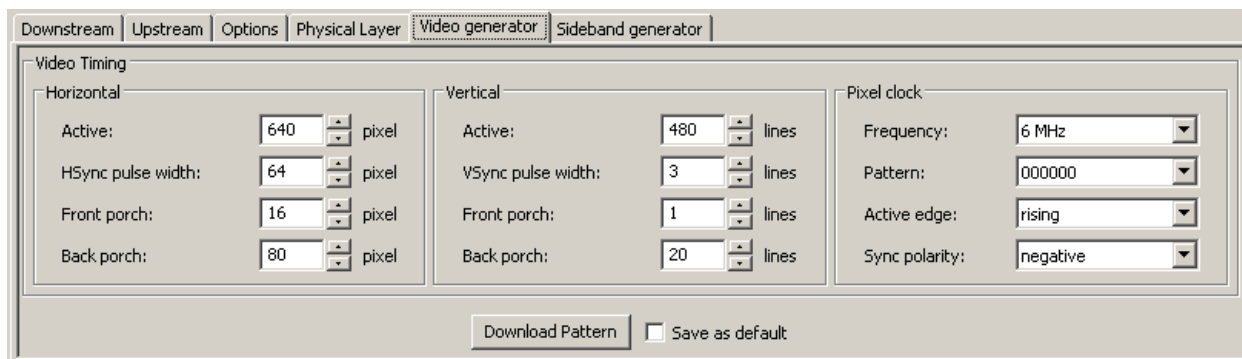 Downstream Upstream Options Physical Layer Video generator Sideband generator
Video Timing
Horizontal Vertical Pixel clock
Active: 640 pixel Active: 480 lines Frequency: 6 MHz
HSync pulse width: 64 pixel VSync pulse width: 3 lines Pattern: 000000
Front porch: 16 pixel Front porch: 1 lines Active edge: rising
Back porch: 80 pixel Back porch: 20 lines Sync polarity: negative
Download Pattern Save as default